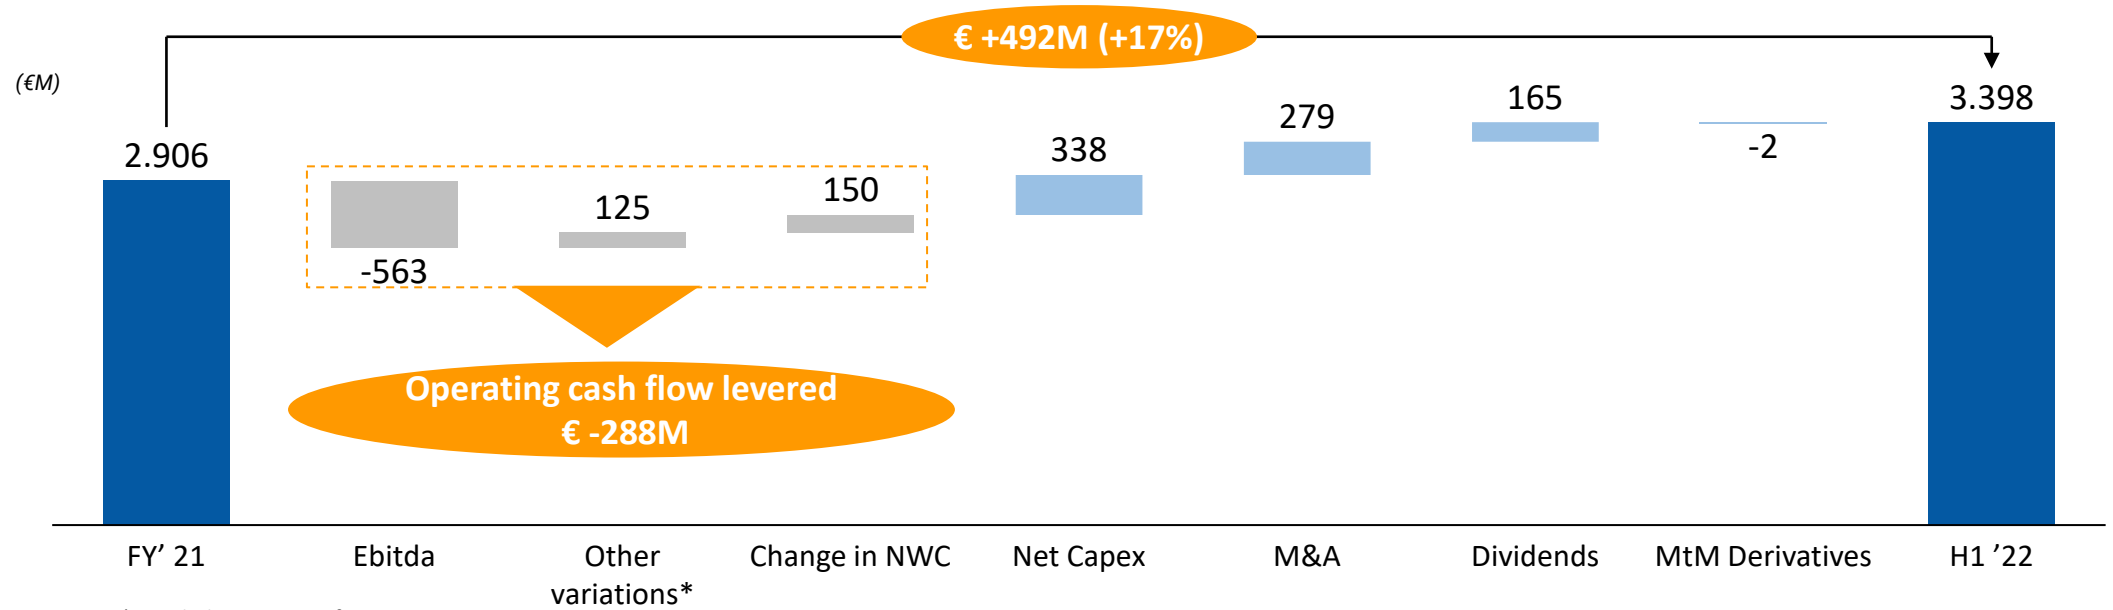 € +492M (+17%)
(€M)
2.906
-563
125
150
338
279
165
-2
3.398
Operating cash flow levered
€ -288M
FY’ 21
Ebitda
Other
variations*
Change in NWC
Net Capex
M&A
Dividends
MtM Derivatives
H1 ’22